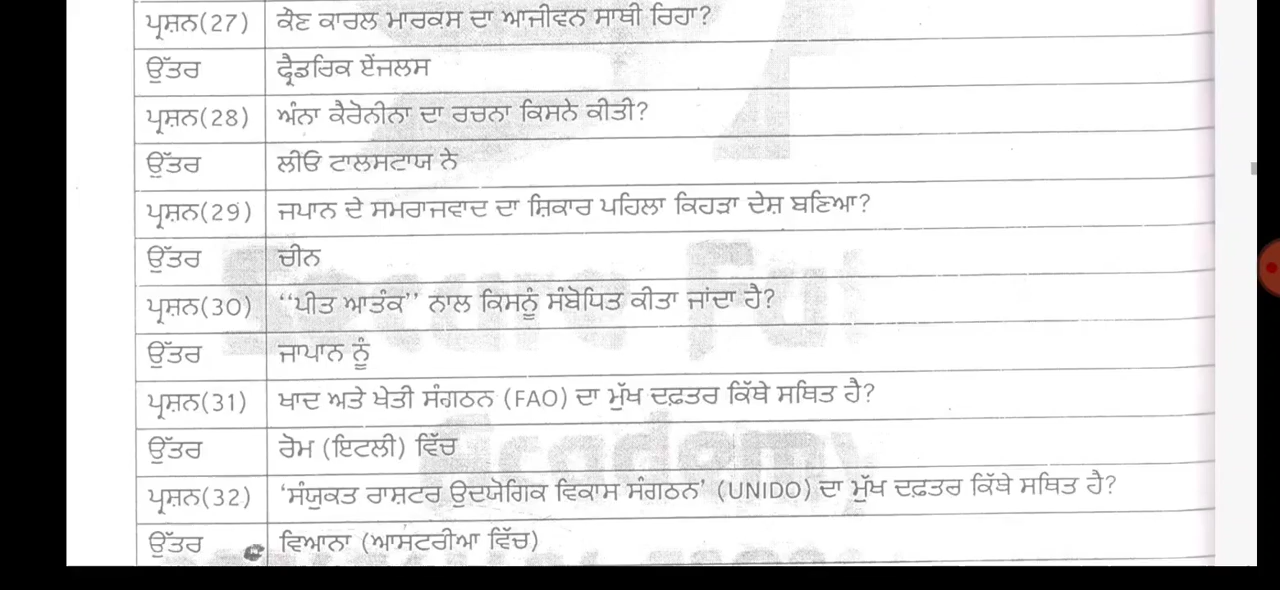 ਪ੍ਰਸ਼ਨ(27) ਕੌਣ ਕਾਰਲ ਮਾਰਕਸ ਦਾ ਆਜੀਵਨ ਸਾਥੀ ਰਿਹਾ?
ਉੱਤਰ ਫ੍ਰੈਡਰਿਕ ਏਂਜਲਸ
ਪ੍ਰਸ਼ਨ(28) ਅੰਨਾ ਕੈਰੇਨੀਨਾ ਦਾ ਰਚਨਾ ਕਿਸਨੇ ਕੀਤੀ?
ਉੱਤਰ ਲੀਓ ਟਾਲਸਟਾਯ ਨੇ
ਪ੍ਰਸ਼ਨ(29) ਜਪਾਨ ਦੇ ਸਮਰਾਜਵਾਦ ਦਾ ਸ਼ਿਕਾਰ ਪਹਿਲਾ ਕਿਹੜਾ ਦੇਸ਼ ਬਣਿਆ?
ਉੱਤਰ ਚੀਨ
ਪ੍ਰਸ਼ਨ(30) “ਪੀਤ ਆਤੰਕ” ਨਾਲ ਕਿਸਨੂੰ ਸੰਬੋਧਿਤ ਕੀਤਾ ਜਾਂਦਾ ਹੈ?
ਉੱਤਰ ਜਾਪਾਨ ਨੂੰ
ਪ੍ਰਸ਼ਨ(31) ਖਾਦ ਅਤੇ ਖੇਤੀ ਸੰਗਠਨ (FAO) ਦਾ ਮੁੱਖ ਦਫ਼ਤਰ ਕਿੱਥੇ ਸਥਿਤ ਹੈ?
ਉੱਤਰ ਰੋਮ (ਇਟਲੀ) ਵਿੱਚ
ਪ੍ਰਸ਼ਨ(32) ‘ਸੰਯੁਕਤ ਰਾਸ਼ਟਰ ਉਦਯੋਗਿਕ ਵਿਕਾਸ ਸੰਗਠਨ’ (UNIDO) ਦਾ ਮੁੱਖ ਦਫ਼ਤਰ ਕਿੱਥੇ ਸਥਿਤ ਹੈ?
ਉੱਤਰ ਵਿਆਨਾ (ਆਸਟਰੀਆ ਵਿੱਚ)
Academy